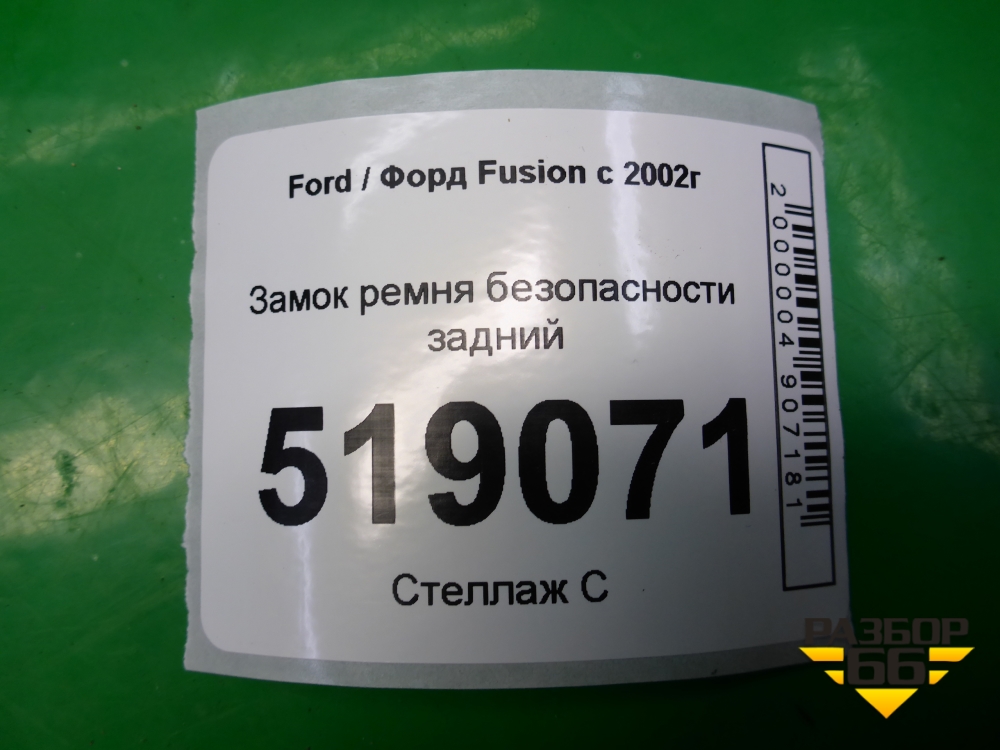 Ford / Форд Fusion с 2002г
Замок ремня безопасности
задний
519071
Стеллаж С
2000004907181
РАЗБОР
66